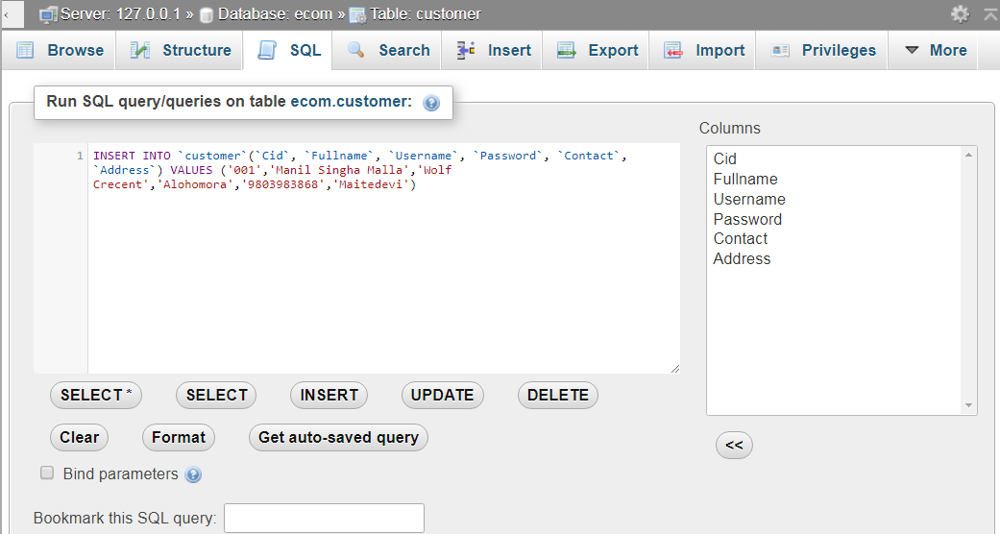 Server: 127.0.0.1 » Database: ecom » Table: customer
Browse Structure SQL Search Insert Export Import Privileges More
Run SQL query/queries on table ecom.customer:
1 INSERT INTO `customer`(`Cid`, `Fullname`, `Username`, `Password`, `Contact`,
`Address`) VALUES ('001','Manil Singha Malla','Wolf
Crecent','Alohomora','9803983868','Maitedevi')
Columns
Cid
Fullname
Username
Password
Contact
Address
SELECT * SELECT INSERT UPDATE DELETE
Clear Format Get auto-saved query
<<
Bind parameters
Bookmark this SQL query: